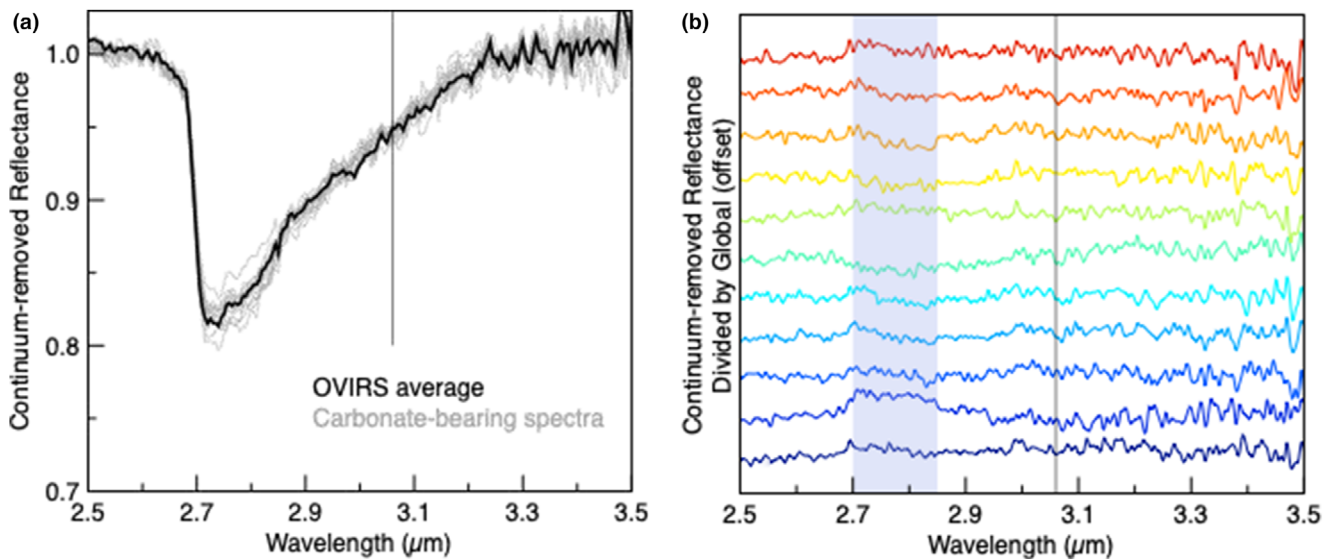 (a)
Continuum-removed Reflectance
1.0
0.9
0.8
0.7
OVIRS average
Carbonate-bearing spectra
2.5 2.7 2.9 3.1 3.3 3.5
Wavelength (μm)
(b)
Continuum-removed Reflectance
Divided by Global (offset)
2.5 2.7 2.9 3.1 3.3 3.5
Wavelength (μm)